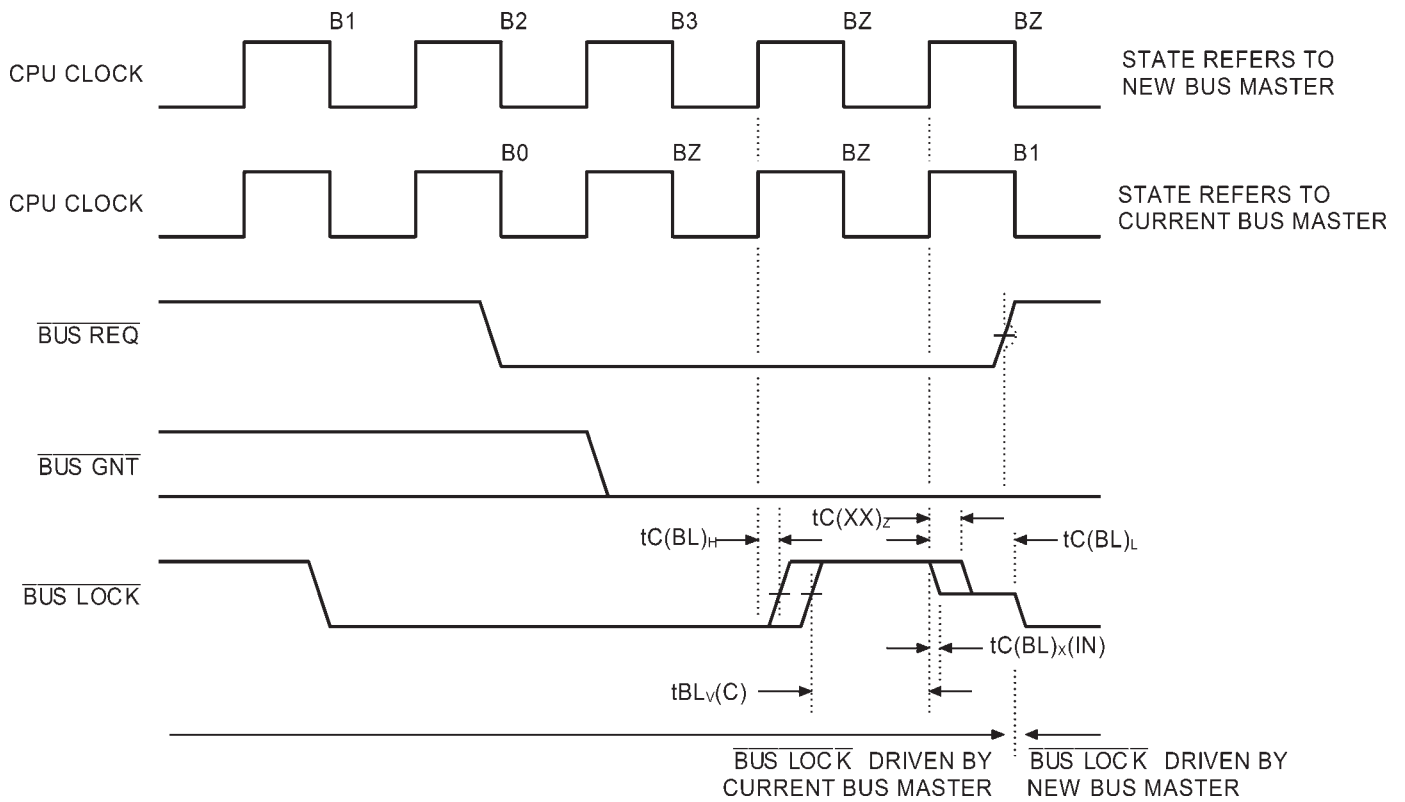 B1 B2 B3 BZ BZ
CPU CLOCK
STATE REFERS TO
NEW BUS MASTER
B0 BZ BZ B1
CPU CLOCK
STATE REFERS TO
CURRENT BUS MASTER
BUS REQ
BUS GNT
tC(XX)Z
tC(BL)H
tC(BL)L
BUS LOCK
tC(BL)X(IN)
tBLV(C)
BUS LOCK DRIVEN BY
CURRENT BUS MASTER
BUS LOCK DRIVEN BY
NEW BUS MASTER